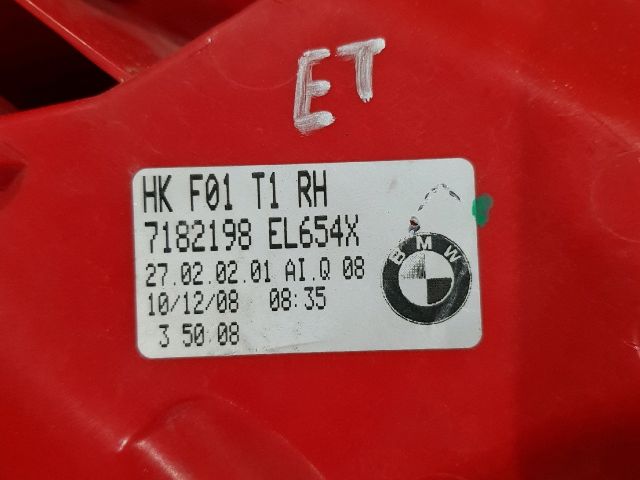 ET
HK F01 T1 RH
7182198 EL654X
27.02.02.01 AI.Q 08
10/12/08 08:35
3 50 08
BMW